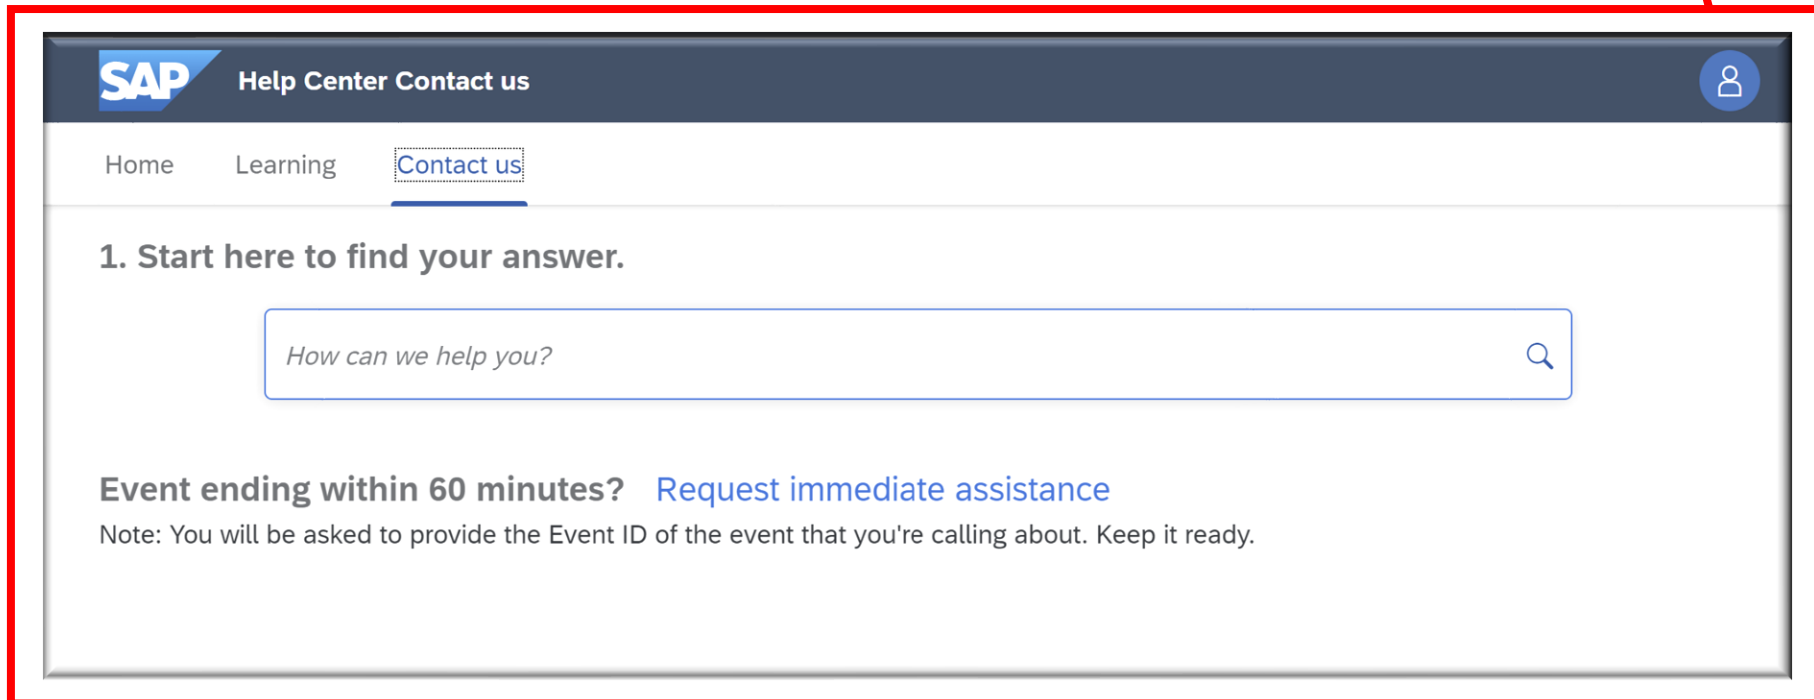 SAP Help Center Contact us
Home Learning Contact us
1. Start here to find your answer.
How can we help you?
Event ending within 60 minutes? Request immediate assistance
Note: You will be asked to provide the Event ID of the event that you're calling about. Keep it ready.